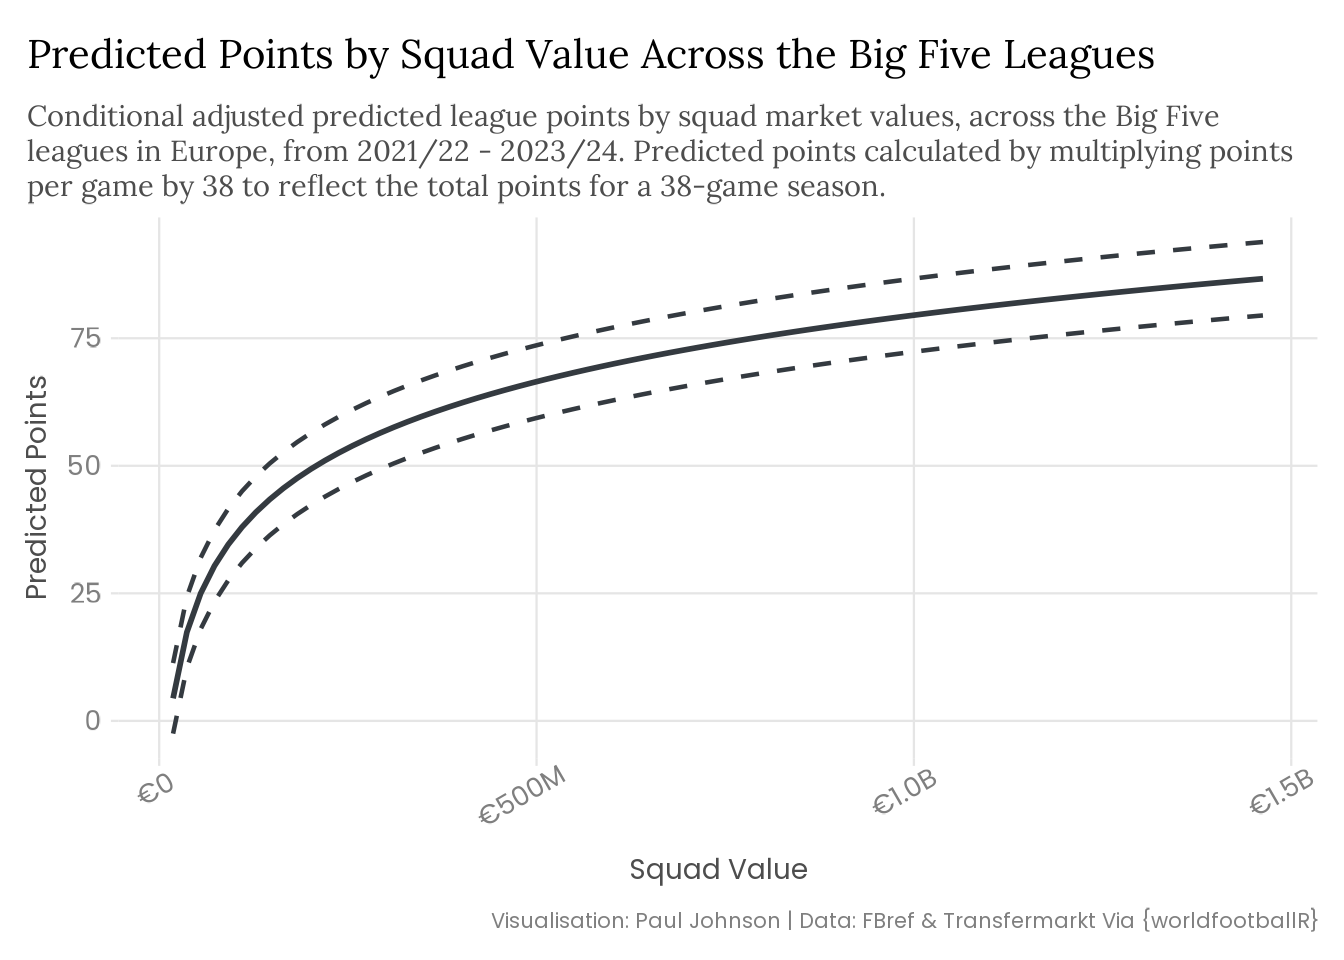 Predicted Points by Squad Value Across the Big Five Leagues
Conditional adjusted predicted league points by squad market values, across the Big Five
leagues in Europe, from 2021/22 - 2023/24. Predicted points calculated by multiplying points
per game by 38 to reflect the total points for a 38-game season.
Predicted Points
75
50
25
0
€0
€500M
€1.0B
€1.5B
Squad Value
Visualisation: Paul Johnson | Data: FBref & Transfermarkt Via {worldfootballR}